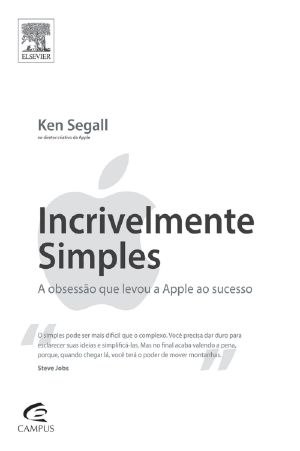 ELSEVIER
Ken Segall
ex-diretor criativo da Apple
Incrivelmente
Simples
A obsessão que levou a Apple ao sucesso
“O simples pode ser mais difícil que o complexo. Você precisa dar duro para
esclarecer suas ideias e simplificá-las. Mas no final acaba valendo a pena,
porque, quando chegar lá, você terá o poder de mover montanhas.”
Steve Jobs
CAMPUS